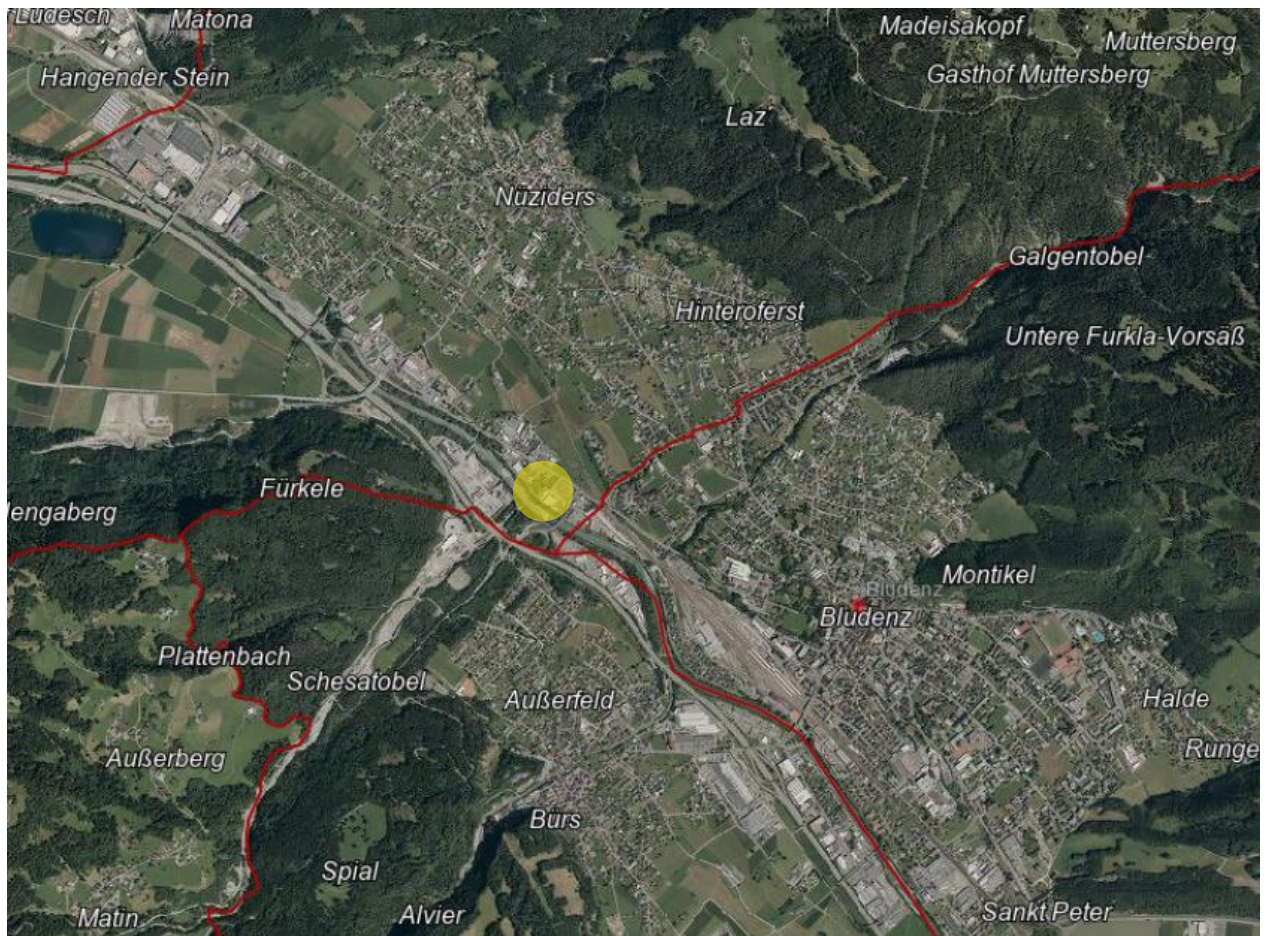 Ludesch
Matona
Madeisakopf
Muttersberg
Hangender Stein
Gasthof Muttersberg
Laz
Nüziders
Galgentobel
Hinteroferst
Untere Furkla-Vorsäß
Fürkele
lengaberg
Montikel
Bludenz
Bludenz
Plattenbach
Schesatobel
Außerfeld
Halde
Außerberg
Runge
Bürs
Spial
Matin
Alvier
Sankt Peter